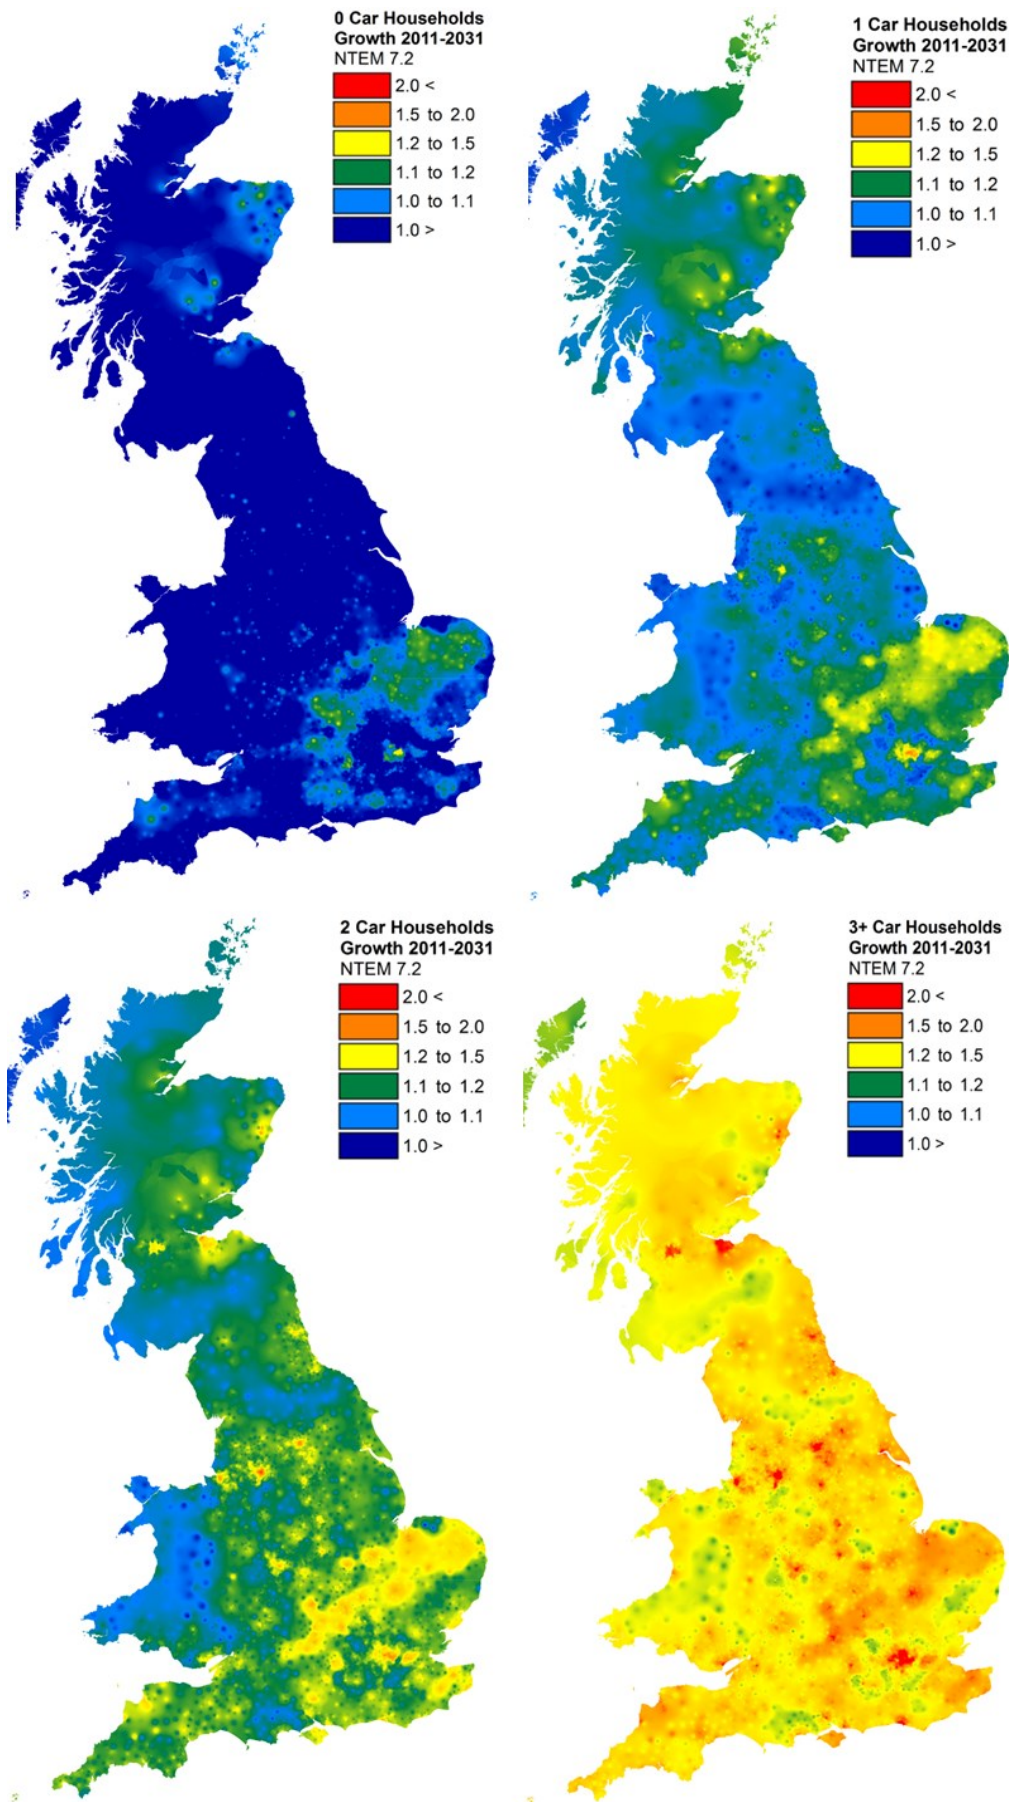 0 Car Households
Growth 2011-2031
NTEM 7.2
2.0 <
1.5 to 2.0
1.2 to 1.5
1.1 to 1.2
1.0 to 1.1
1.0 >
1 Car Households
Growth 2011-2031
NTEM 7.2
2.0 <
1.5 to 2.0
1.2 to 1.5
1.1 to 1.2
1.0 to 1.1
1.0 >
2 Car Households
Growth 2011-2031
NTEM 7.2
2.0 <
1.5 to 2.0
1.2 to 1.5
1.1 to 1.2
1.0 to 1.1
1.0 >
3+ Car Households
Growth 2011-2031
NTEM 7.2
2.0 <
1.5 to 2.0
1.2 to 1.5
1.1 to 1.2
1.0 to 1.1
1.0 >